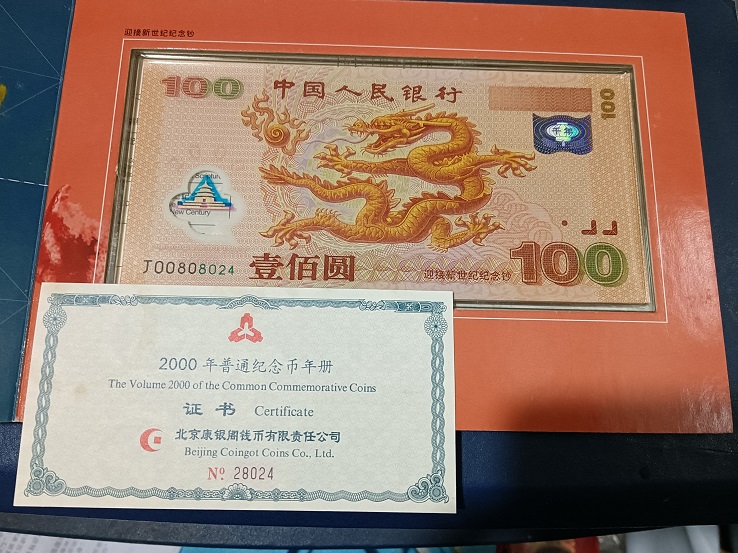 迎接新世纪纪念钞
100
中国人民银行
100
千年
New Century
J00808024
壹佰圆
迎接新世纪纪念钞
100
2000 年普通纪念币年册
The Volume 2000 of the Common Commemorative Coins
证书 Certificate
北京康银阁钱币有限责任公司
Beijing Coingot Coins Co., Ltd.
Nº 28024